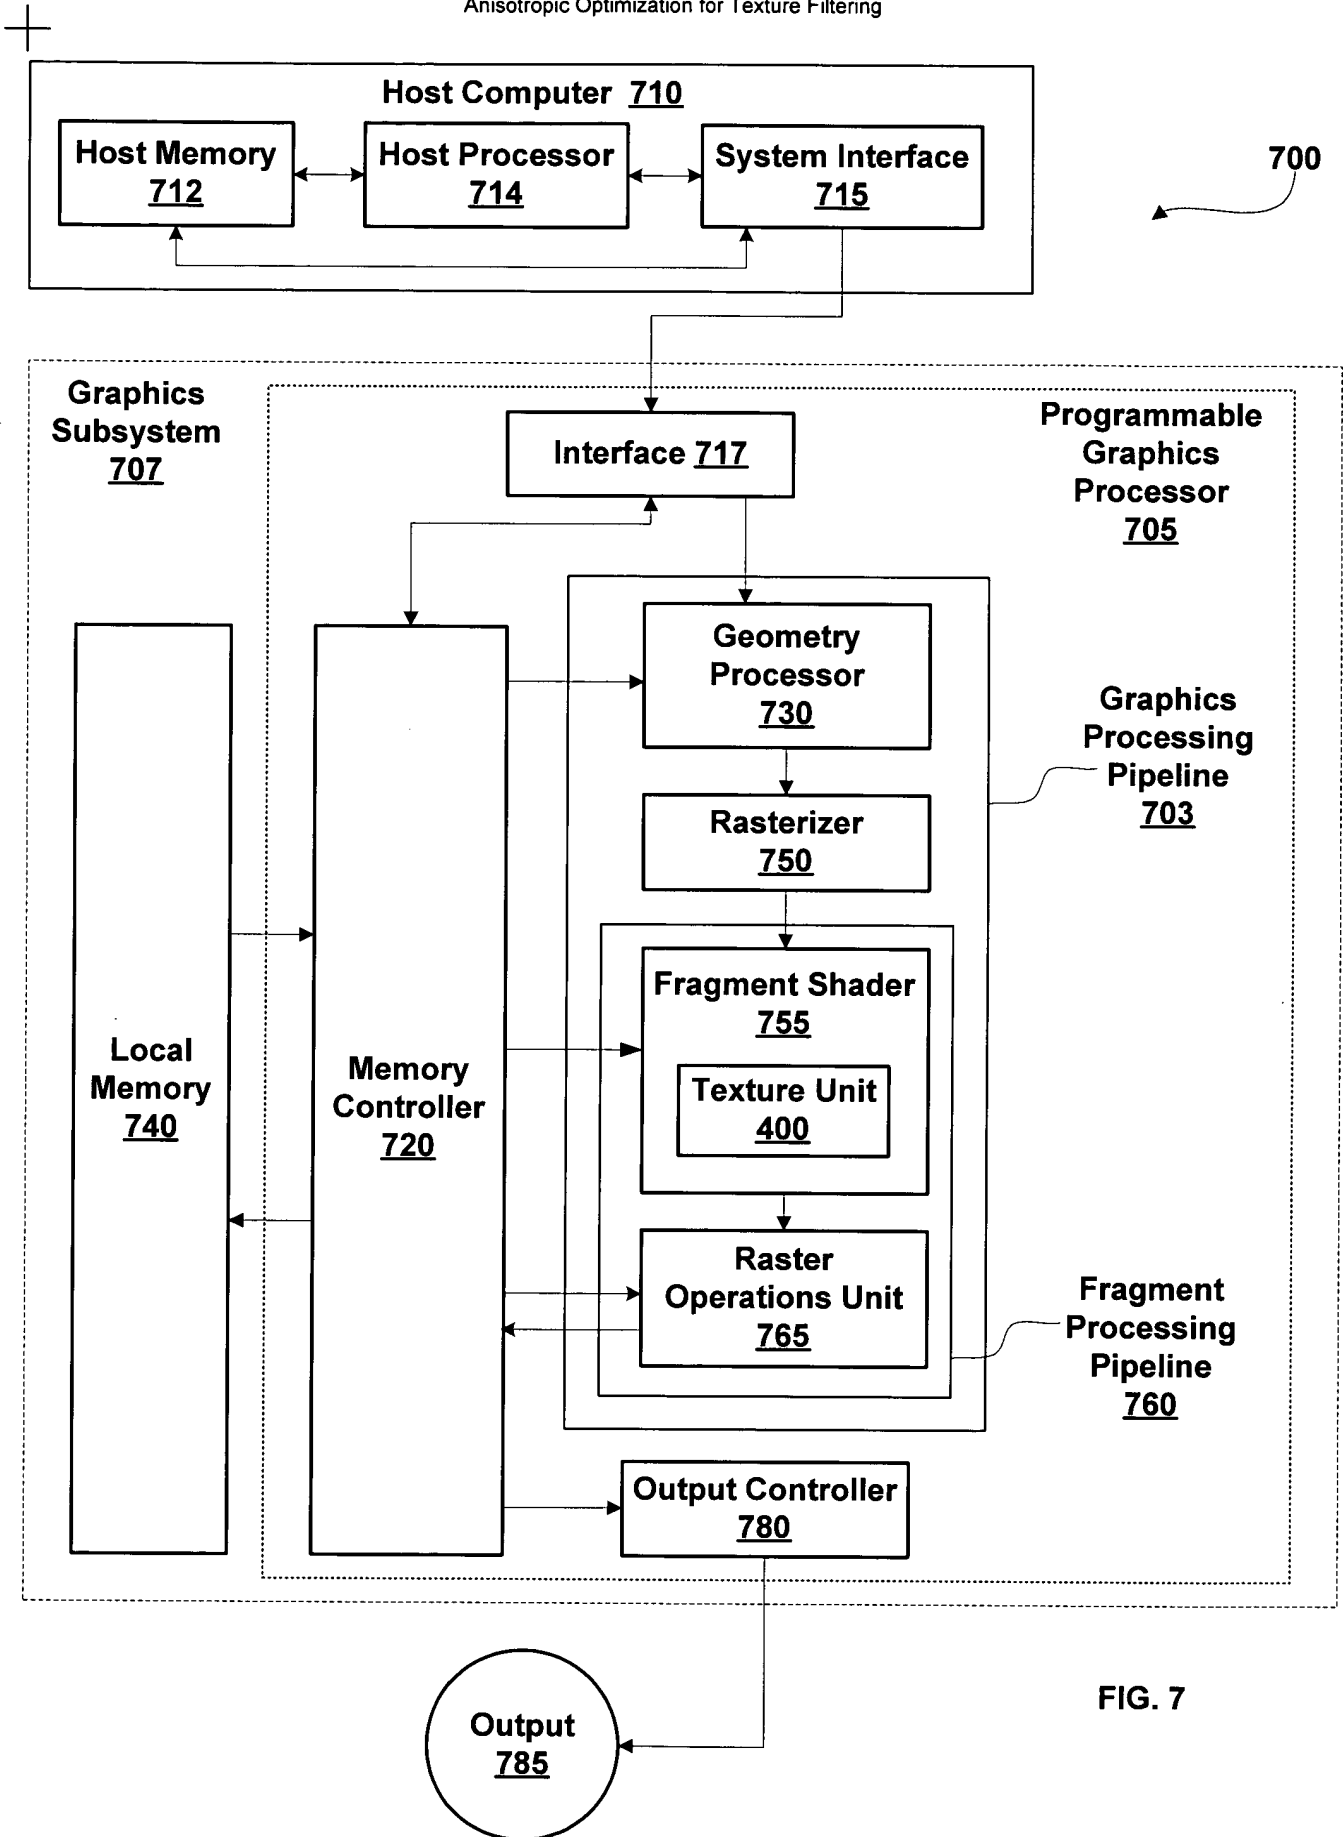 Anisotropic Optimization for Texture Filtering
Host Computer 710
Host Memory
712
Host Processor
714
System Interface
715
700
Graphics
Subsystem
707
Interface 717
Programmable
Graphics
Processor
705
Geometry
Processor
730
Graphics
Processing
Pipeline
703
Rasterizer
750
Fragment Shader
755
Texture Unit
400
Local
Memory
740
Memory
Controller
720
Raster
Operations Unit
765
Fragment
Processing
Pipeline
760
Output Controller
780
Output
785
FIG. 7